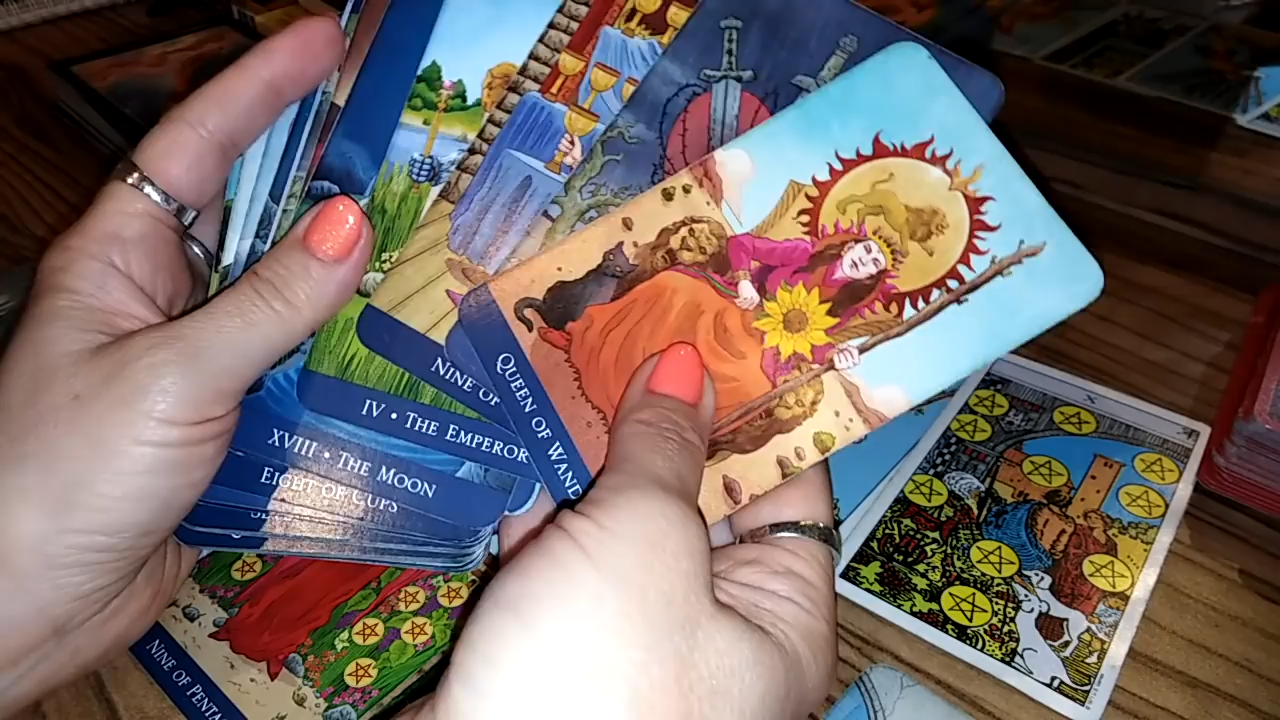 NINE OF
QUEEN OF WAND
IV • THE EMPEROR
XVIII • THE MOON
EIGHT OF CUPS
NINE OF PENTA
X